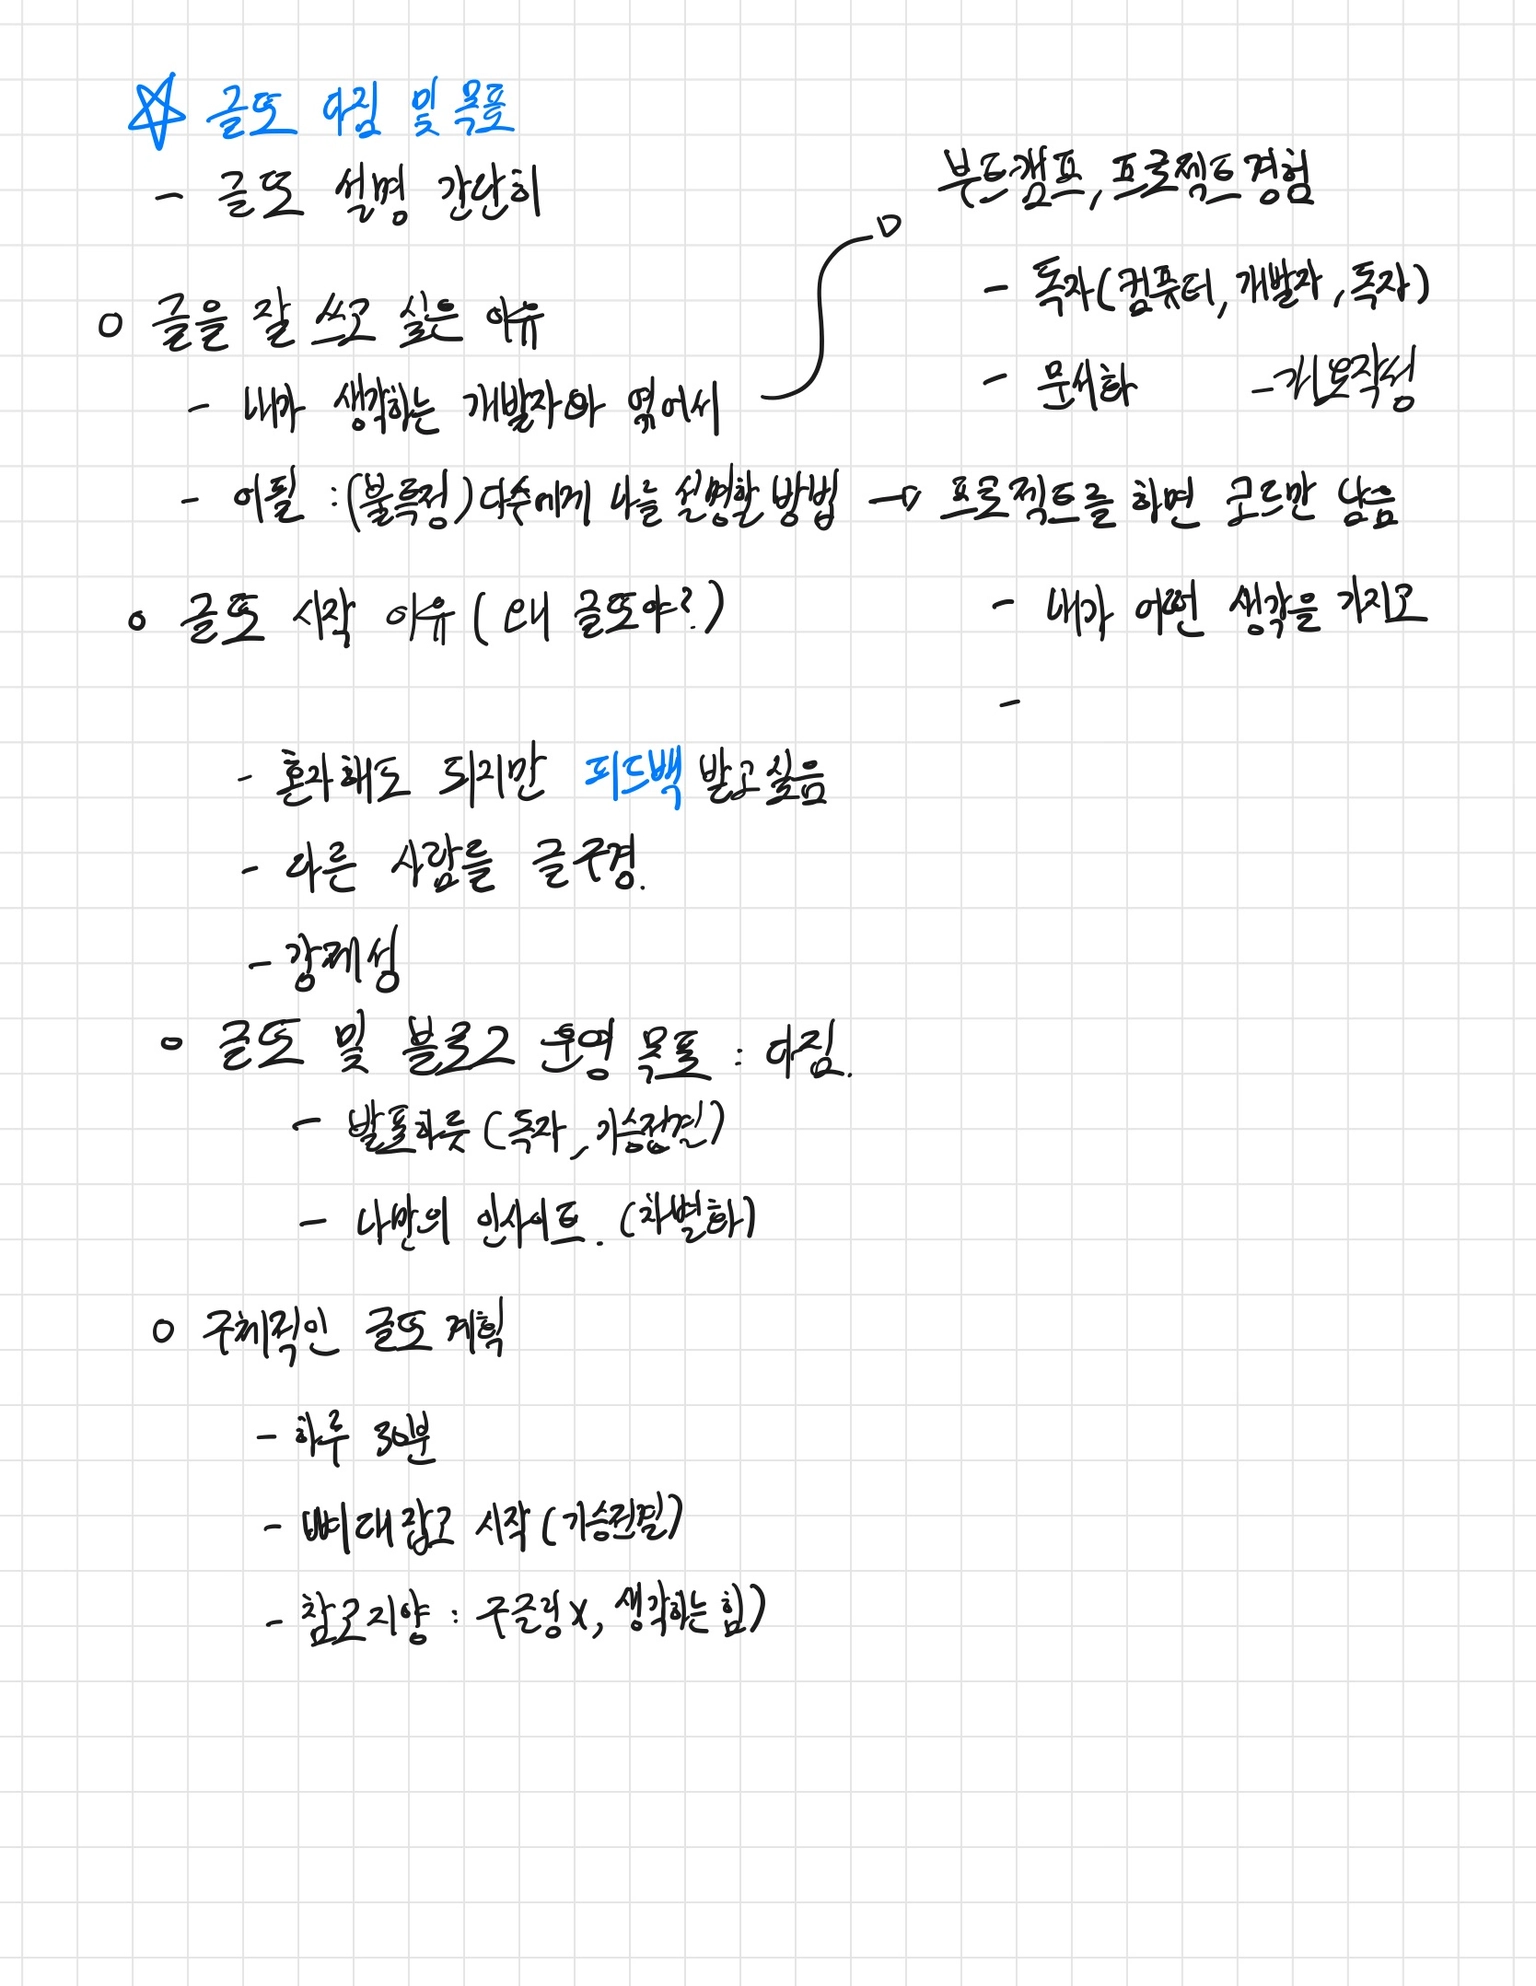 ☆ 글또 다짐 및 목표
- 글또 설명 간단히
○ 글을 잘 쓰고 싶은 이유
- 내가 생각하는 개발자와 엮어서
부트캠프, 프로젝트 경험
- 독자(컴퓨터, 개발자, 독자)
- 문서화 - 기록작성
- 어필 : (불특정) 다수에게 나를 설명할 방법 → 프로젝트를 하면 코드만 남음
- 내가 어떤 생각을 가지고
-
○ 글또 시작 이유 (왜 글또야?)
- 혼자해도 되지만 피드백 받고싶음
- 다른 사람들 글구경.
- 강제성
○ 글또 및 블로그 운영 목표 : 다짐.
- 발표하듯 (독자, 기승전결)
- 나만의 인사이트. (차별화)
○ 구체적인 글또 계획
- 하루 30분
- 뼈대잡고 시작 (기승전결)
- 참고지양 : 구글링X, 생각하는 힘)